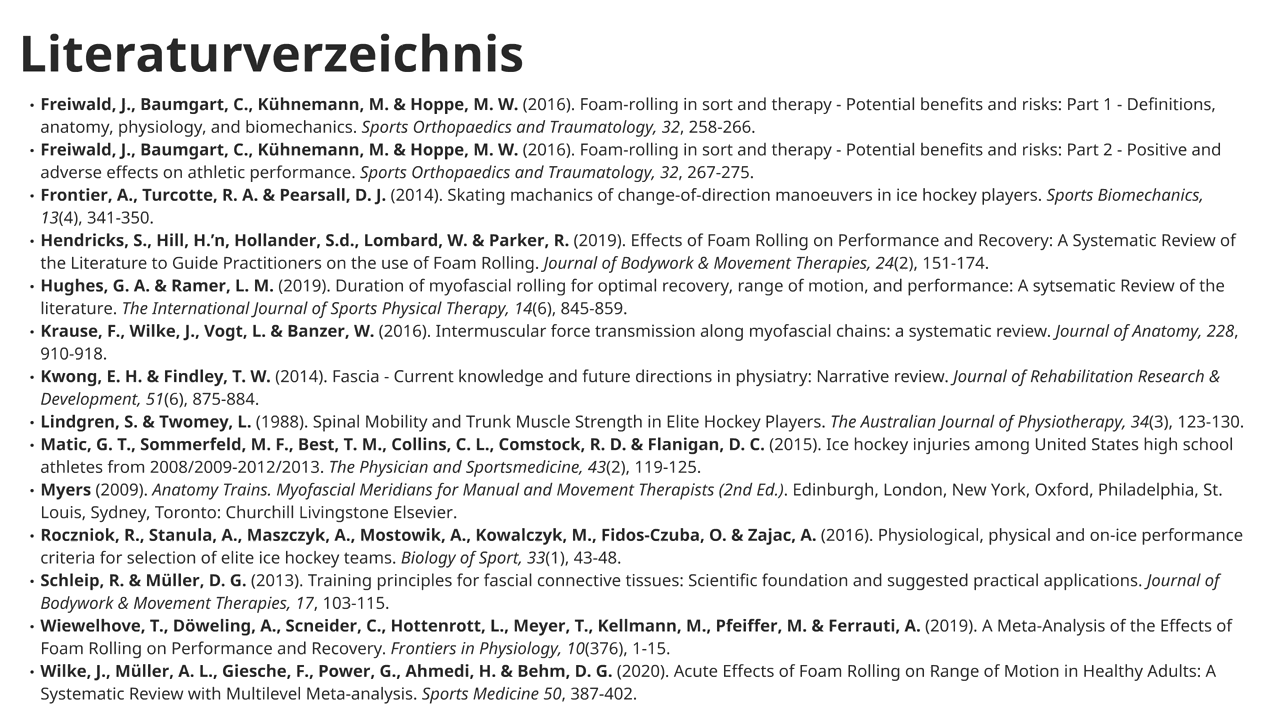 Literaturverzeichnis
• Freiwald, J., Baumgart, C., Kühnemann, M. & Hoppe, M. W. (2016). Foam-rolling in sort and therapy - Potential benefits and risks: Part 1 - Definitions,
anatomy, physiology, and biomechanics. Sports Orthopaedics and Traumatology, 32, 258-266.
• Freiwald, J., Baumgart, C., Kühnemann, M. & Hoppe, M. W. (2016). Foam-rolling in sort and therapy - Potential benefits and risks: Part 2 - Positive and
adverse effects on athletic performance. Sports Orthopaedics and Traumatology, 32, 267-275.
• Frontier, A., Turcotte, R. A. & Pearsall, D. J. (2014). Skating machanics of change-of-direction manoeuvers in ice hockey players. Sports Biomechanics,
13(4), 341-350.
• Hendricks, S., Hill, H.’n, Hollander, S.d., Lombard, W. & Parker, R. (2019). Effects of Foam Rolling on Performance and Recovery: A Systematic Review of
the Literature to Guide Practitioners on the use of Foam Rolling. Journal of Bodywork & Movement Therapies, 24(2), 151-174.
• Hughes, G. A. & Ramer, L. M. (2019). Duration of myofascial rolling for optimal recovery, range of motion, and performance: A sytsematic Review of the
literature. The International Journal of Sports Physical Therapy, 14(6), 845-859.
• Krause, F., Wilke, J., Vogt, L. & Banzer, W. (2016). Intermuscular force transmission along myofascial chains: a systematic review. Journal of Anatomy, 228,
910-918.
• Kwong, E. H. & Findley, T. W. (2014). Fascia - Current knowledge and future directions in physiatry: Narrative review. Journal of Rehabilitation Research &
Development, 51(6), 875-884.
• Lindgren, S. & Twomey, L. (1988). Spinal Mobility and Trunk Muscle Strength in Elite Hockey Players. The Australian Journal of Physiotherapy, 34(3), 123-130.
• Matic, G. T., Sommerfeld, M. F., Best, T. M., Collins, C. L., Comstock, R. D. & Flanigan, D. C. (2015). Ice hockey injuries among United States high school
athletes from 2008/2009-2012/2013. The Physician and Sportsmedicine, 43(2), 119-125.
• Myers (2009). Anatomy Trains. Myofascial Meridians for Manual and Movement Therapists (2nd Ed.). Edinburgh, London, New York, Oxford, Philadelphia, St.
Louis, Sydney, Toronto: Churchill Livingstone Elsevier.
• Roczniok, R., Stanula, A., Maszczyk, A., Mostowik, A., Kowalczyk, M., Fidos-Czuba, O. & Zajac, A. (2016). Physiological, physical and on-ice performance
criteria for selection of elite ice hockey teams. Biology of Sport, 33(1), 43-48.
• Schleip, R. & Müller, D. G. (2013). Training principles for fascial connective tissues: Scientific foundation and suggested practical applications. Journal of
Bodywork & Movement Therapies, 17, 103-115.
• Wiewelhove, T., Döweling, A., Scneider, C., Hottenrott, L., Meyer, T., Kellmann, M., Pfeiffer, M. & Ferrauti, A. (2019). A Meta-Analysis of the Effects of
Foam Rolling on Performance and Recovery. Frontiers in Physiology, 10(376), 1-15.
• Wilke, J., Müller, A. L., Giesche, F., Power, G., Ahmedi, H. & Behm, D. G. (2020). Acute Effects of Foam Rolling on Range of Motion in Healthy Adults: A
Systematic Review with Multilevel Meta-analysis. Sports Medicine 50, 387-402.